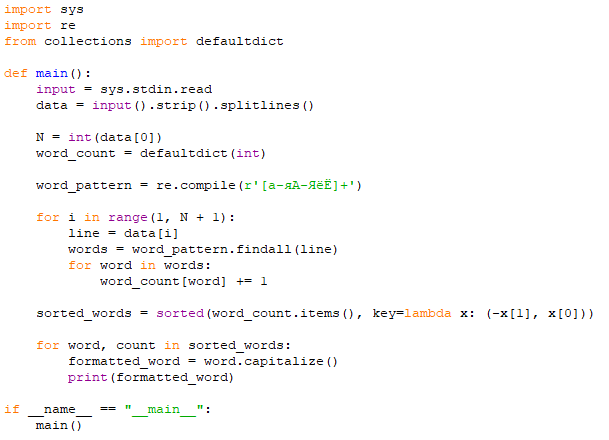 import sys
import re
from collections import defaultdict

def main():
    input = sys.stdin.read
    data = input().strip().splitlines()

    N = int(data[0])
    word_count = defaultdict(int)

    word_pattern = re.compile(r'[а-яА-ЯёЁ]+')

    for i in range(1, N + 1):
        line = data[i]
        words = word_pattern.findall(line)
        for word in words:
            word_count[word] += 1

    sorted_words = sorted(word_count.items(), key=lambda x: (-x[1], x[0]))

    for word, count in sorted_words:
        formatted_word = word.capitalize()
        print(formatted_word)

if __name__ == "__main__":
    main()